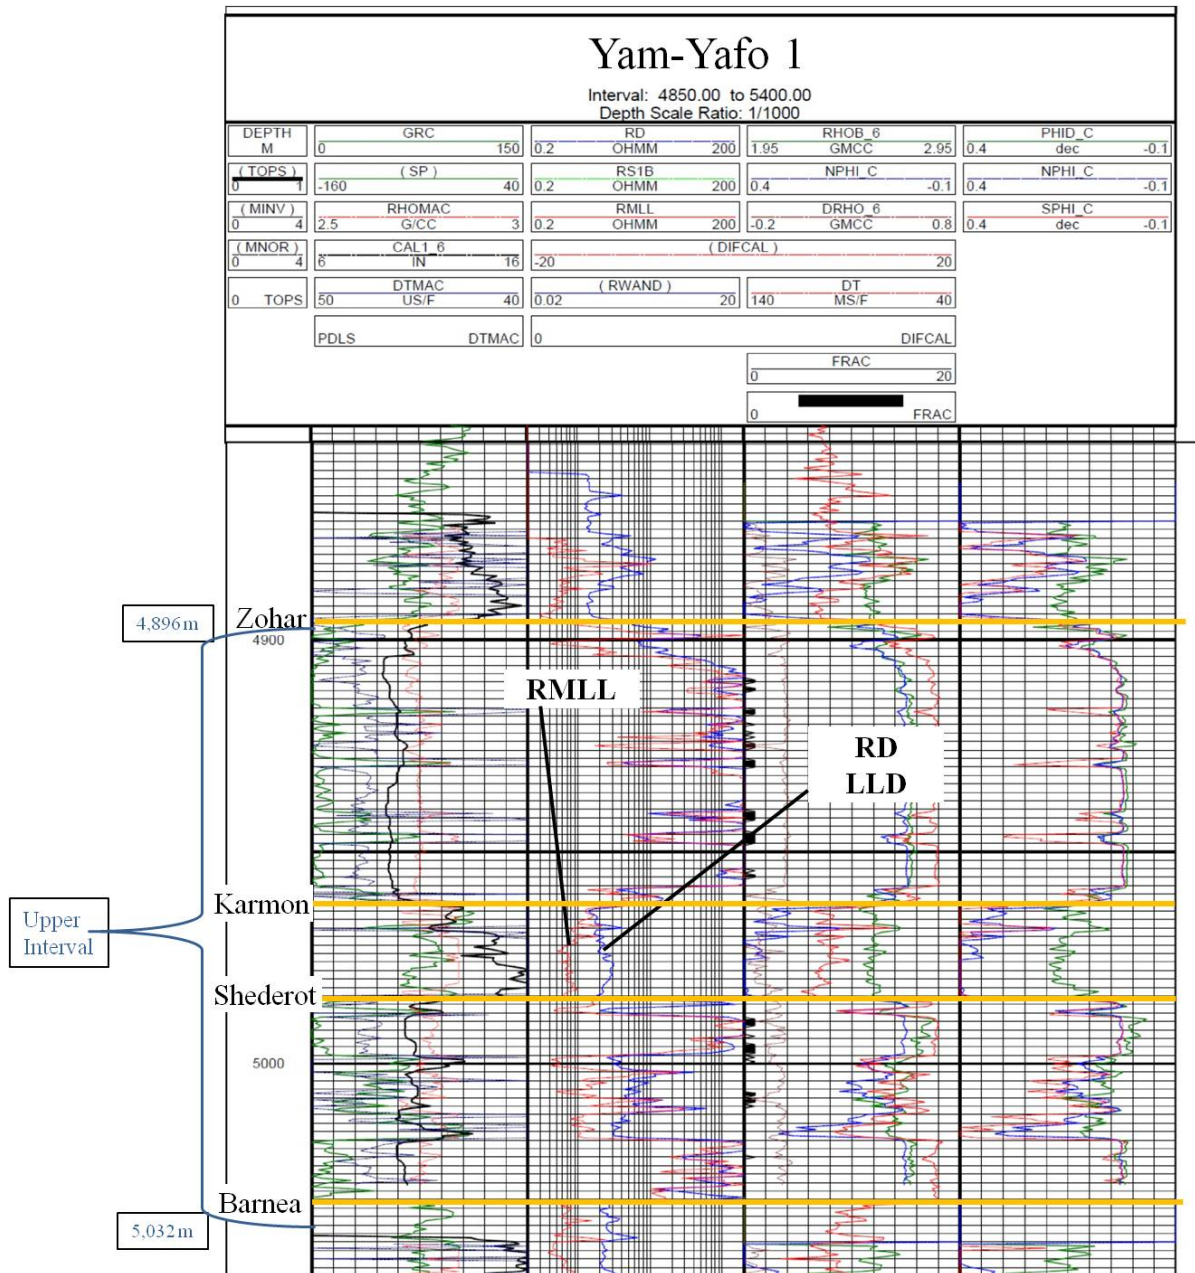 Yam-Yafo 1
Interval: 4850.00 to 5400.00
Depth Scale Ratio: 1/1000
DEPTH
M
GRC
0 150
RD
0.2 OHMM 200
RHOB_6
1.95 GMCC 2.95
PHID_C
0.4 dec -0.1
( TOPS )
0 1
( SP )
-160 40
RS1B
0.2 OHMM 200
NPHI_C
0.4 -0.1
NPHI_C
0.4 -0.1
( MINV )
0 4
RHOMAC
2.5 G/CC 3
RMLL
0.2 OHMM 200
DRHO_6
-0.2 GMCC 0.8
SPHI_C
0.4 dec -0.1
( MNOR )
0 4
CAL1_6
6 IN 16
( DIFCAL )
-20 20
0 TOPS
DTMAC
50 US/F 40
( RWAND )
0.02 20
DT
140 MS/F 40
PDLS DTMAC
0 DIFCAL
FRAC
0 20
0 FRAC
4,896m
Zohar
4900
RMLL
RD
LLD
Karmon
Upper
Interval
Shederot
5000
Barnea
5,032m